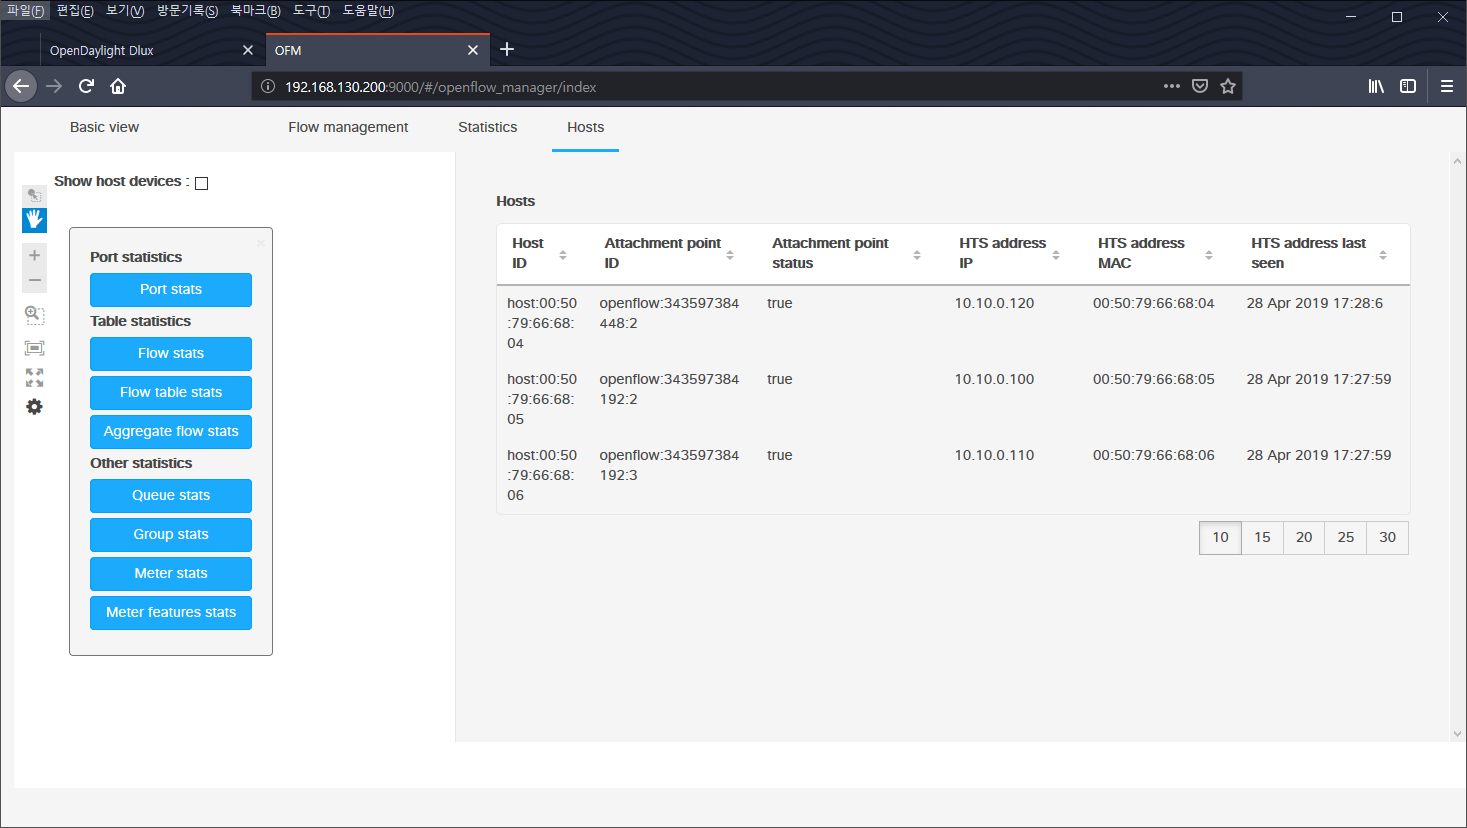 파일(F) 편집(E) 보기(V) 방문기록(S) 북마크(B) 도구(T) 도움말(H)
OpenDaylight Dlux
OFM
192.168.130.200:9000/#/openflow_manager/index
Basic view
Flow management
Statistics
Hosts
Show host devices :
Port statistics
Port stats
Table statistics
Flow stats
Flow table stats
Aggregate flow stats
Other statistics
Queue stats
Group stats
Meter stats
Meter features stats
Hosts
Host
ID
Attachment point
ID
Attachment point
status
HTS address
IP
HTS address
MAC
HTS address last
seen
host:00:50
:79:66:68:
04
openflow:343597384
448:2
true
10.10.0.120
00:50:79:66:68:04
28 Apr 2019 17:28:6
host:00:50
:79:66:68:
05
openflow:343597384
192:2
true
10.10.0.100
00:50:79:66:68:05
28 Apr 2019 17:27:59
host:00:50
:79:66:68:
06
openflow:343597384
192:3
true
10.10.0.110
00:50:79:66:68:06
28 Apr 2019 17:27:59
10 15 20 25 30